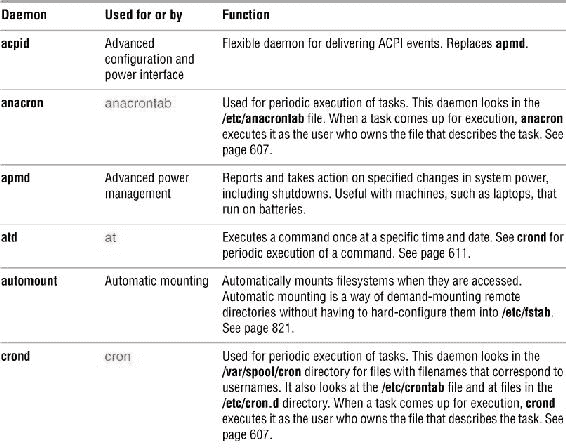 Daemon Used for or by Function
acpid Advanced Flexible daemon for delivering ACPI events. Replaces apmd.
configuration and
power interface
anacron anacrontab Used for periodic execution of tasks. This daemon looks in the
/etc/anacrontab file. When a task comes up for execution, anacron
executes it as the user who owns the file that describes the task. See
page 607.
apmd Advanced power Reports and takes action on specified changes in system power,
management including shutdowns. Useful with machines, such as laptops, that
run on batteries.
atd at Executes a command once at a specific time and date. See crond for
periodic execution of a command. See page 611.
automount Automatic mounting Automatically mounts filesystems when they are accessed.
Automatic mounting is a way of demand-mounting remote
directories without having to hard-configure them into /etc/fstab.
See page 821.
crond cron Used for periodic execution of tasks. This daemon looks in the
/var/spool/cron directory for files with filenames that correspond to
usernames. It also looks at the /etc/crontab file and at files in the
/etc/cron.d directory. When a task comes up for execution, crond
executes it as the user who owns the file that describes the task. See
page 607.